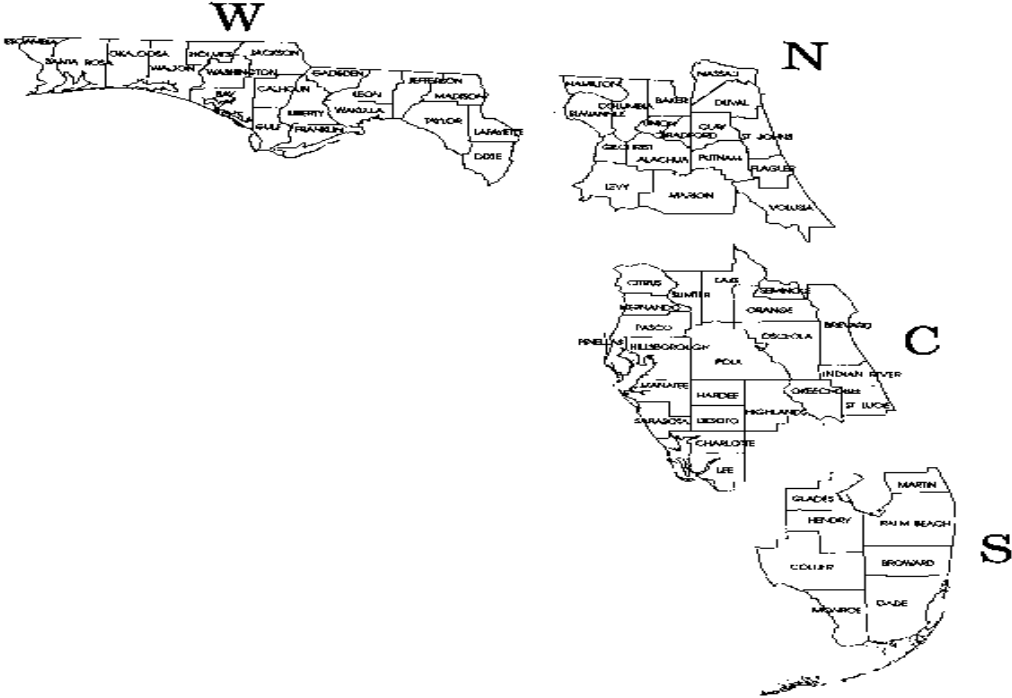 W
ESCAMBIA
SANTA ROSA
OKALOOSA
WALTON
HOLMES
JACKSON
WASHINGTON
BAY
CALHOUN
GULF
GADSDEN
LIBERTY
FRANKLIN
LEON
WAKULLA
JEFFERSON
MADISON
TAYLOR
LAFAYETTE
DIXIE
N
HAMILTON
NASSAU
COLUMBIA
BAKER
DUVAL
SUWANNEE
UNION
BRADFORD
CLAY
ST JOHNS
GILCHRIST
ALACHUA
PUTNAM
FLAGLER
LEVY
MARION
VOLUSIA
C
CITRUS
SUMTER
LAKE
SEMINOLE
HERNANDO
ORANGE
PASCO
OSCEOLA
BREVARD
PINELLAS
HILLSBOROUGH
POLK
INDIAN RIVER
MANATEE
HARDEE
OKEECHOBEE
HIGHLANDS
ST LUCIE
SARASOTA
DESOTO
CHARLOTTE
LEE
S
MARTIN
GLADES
HENDRY
PALM BEACH
COLLIER
BROWARD
MONROE
DADE